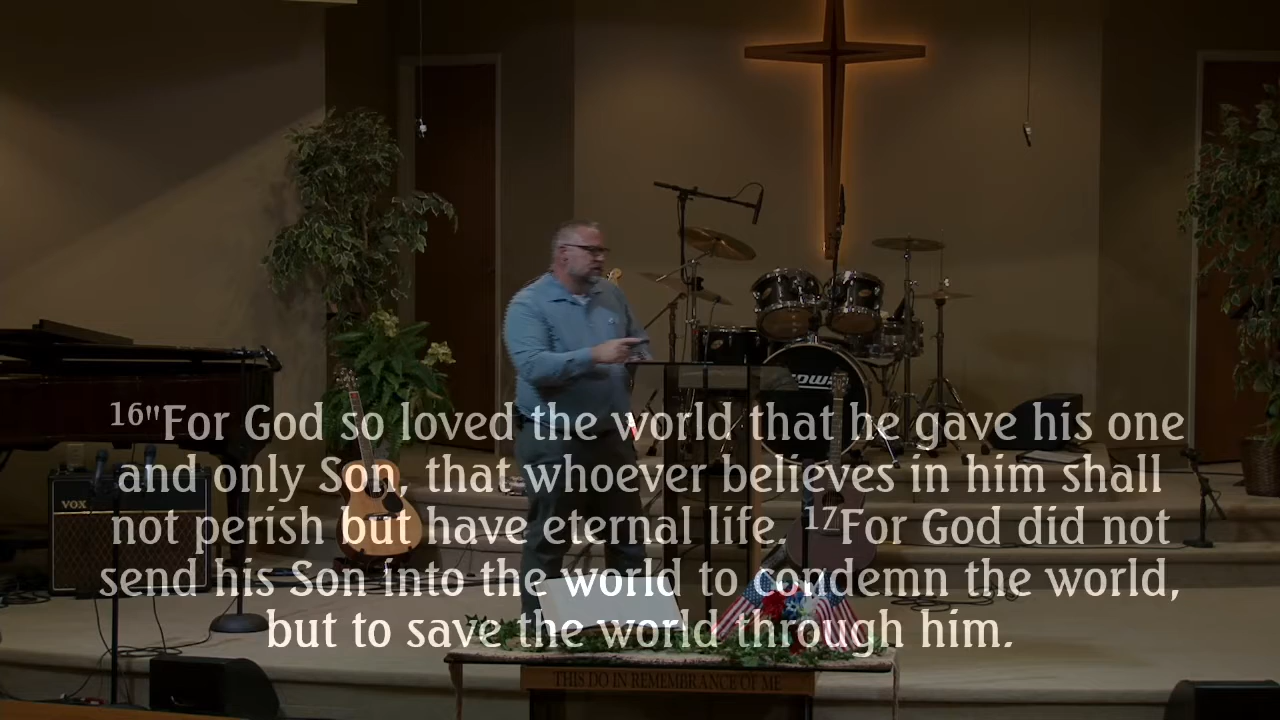 16"For God so loved the world that he gave his one
and only Son, that whoever believes in him shall
not perish but have eternal life. 17For God did not
send his Son into the world to condemn the world,
but to save the world through him.
VOX
DW
THIS DO IN REMEMBRANCE OF ME